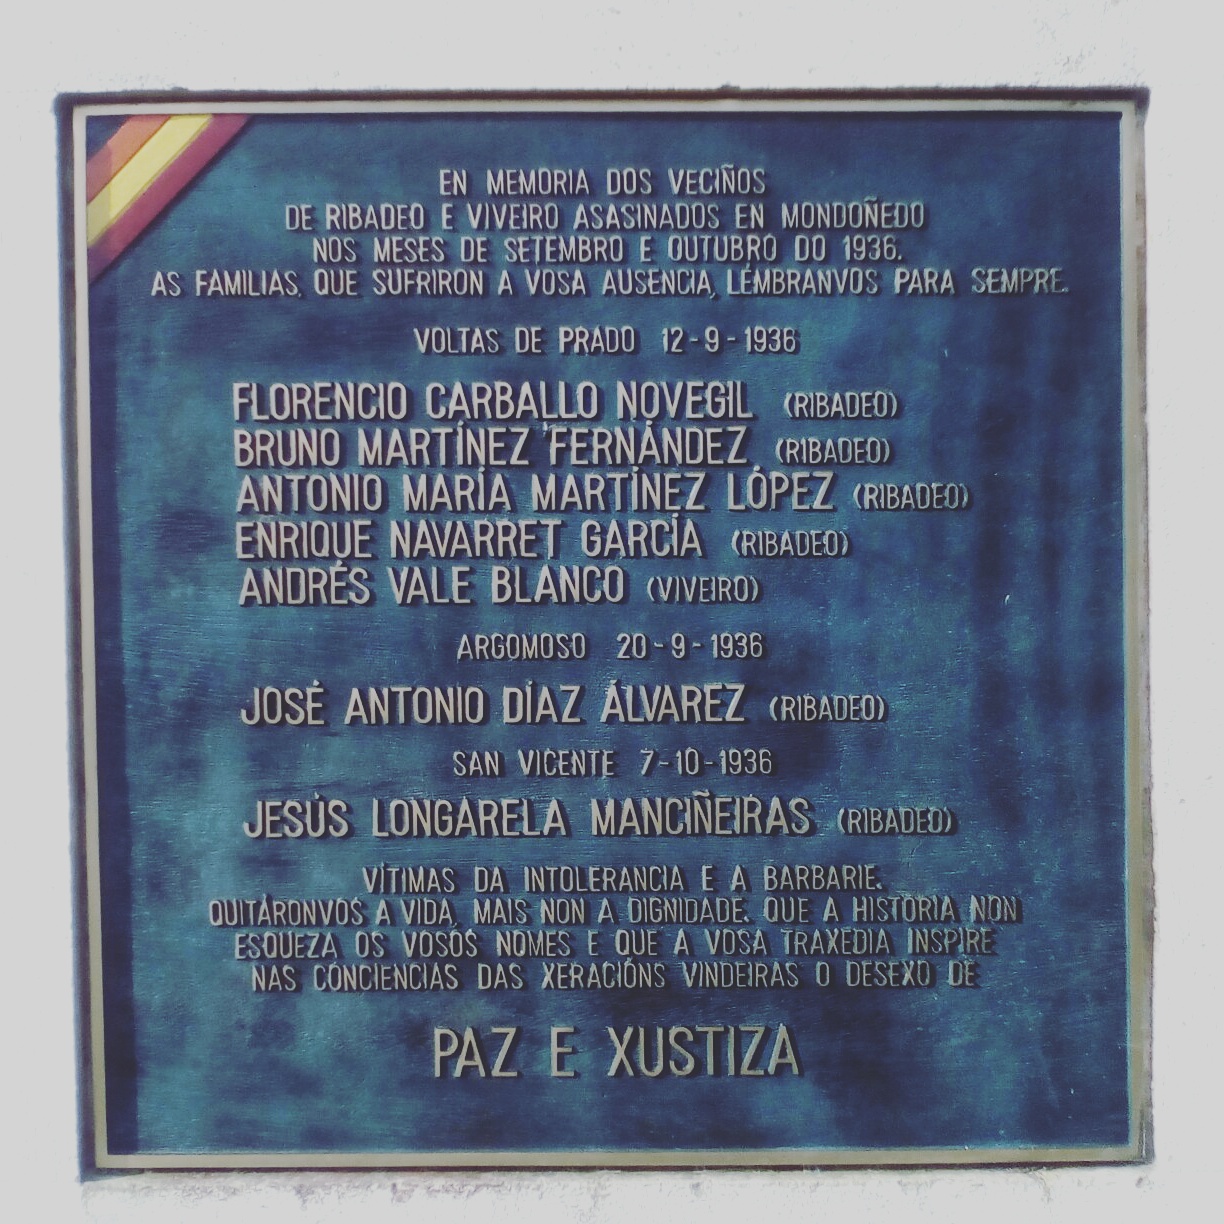 EN MEMORIA DOS VECIÑOS
DE RIBADEO E VIVEIRO ASASINADOS EN MONDOÑEDO
NOS MESES DE SETEMBRO E OUTUBRO DO 1936.
AS FAMILIAS, QUE SUFRIRON A VOSA AUSENCIA, LÉMBRANVOS PARA SEMPRE.
VOLTAS DE PRADO 12-9-1936
FLORENCIO CARBALLO NOVEGIL (RIBADEO)
BRUNO MARTÍNEZ FERNÁNDEZ (RIBADEO)
ANTONIO MARÍA MARTÍNEZ LÓPEZ (RIBADEO)
ENRIQUE NAVARRET GARCÍA (RIBADEO)
ANDRÉS VALE BLANCO (VIVEIRO)
ARGOMOSO 20-9-1936
JOSÉ ANTONIO DÍAZ ÁLVAREZ (RIBADEO)
SAN VICENTE 7-10-1936
JESÚS LONGARELA MANCIÑEIRAS (RIBADEO)
VÍTIMAS DA INTOLERANCIA E A BARBARIE.
QUITÁRONVOS A VIDA, MAIS NON A DIGNIDADE. QUE A HISTORIA NON
ESQUEZA OS VOSOS NOMES E QUE A VOSA TRAXEDIA INSPIRE
NAS CONCIENCIAS DAS XERACIÓNS VINDEIRAS O DESEXO DE
PAZ E XUSTIZA